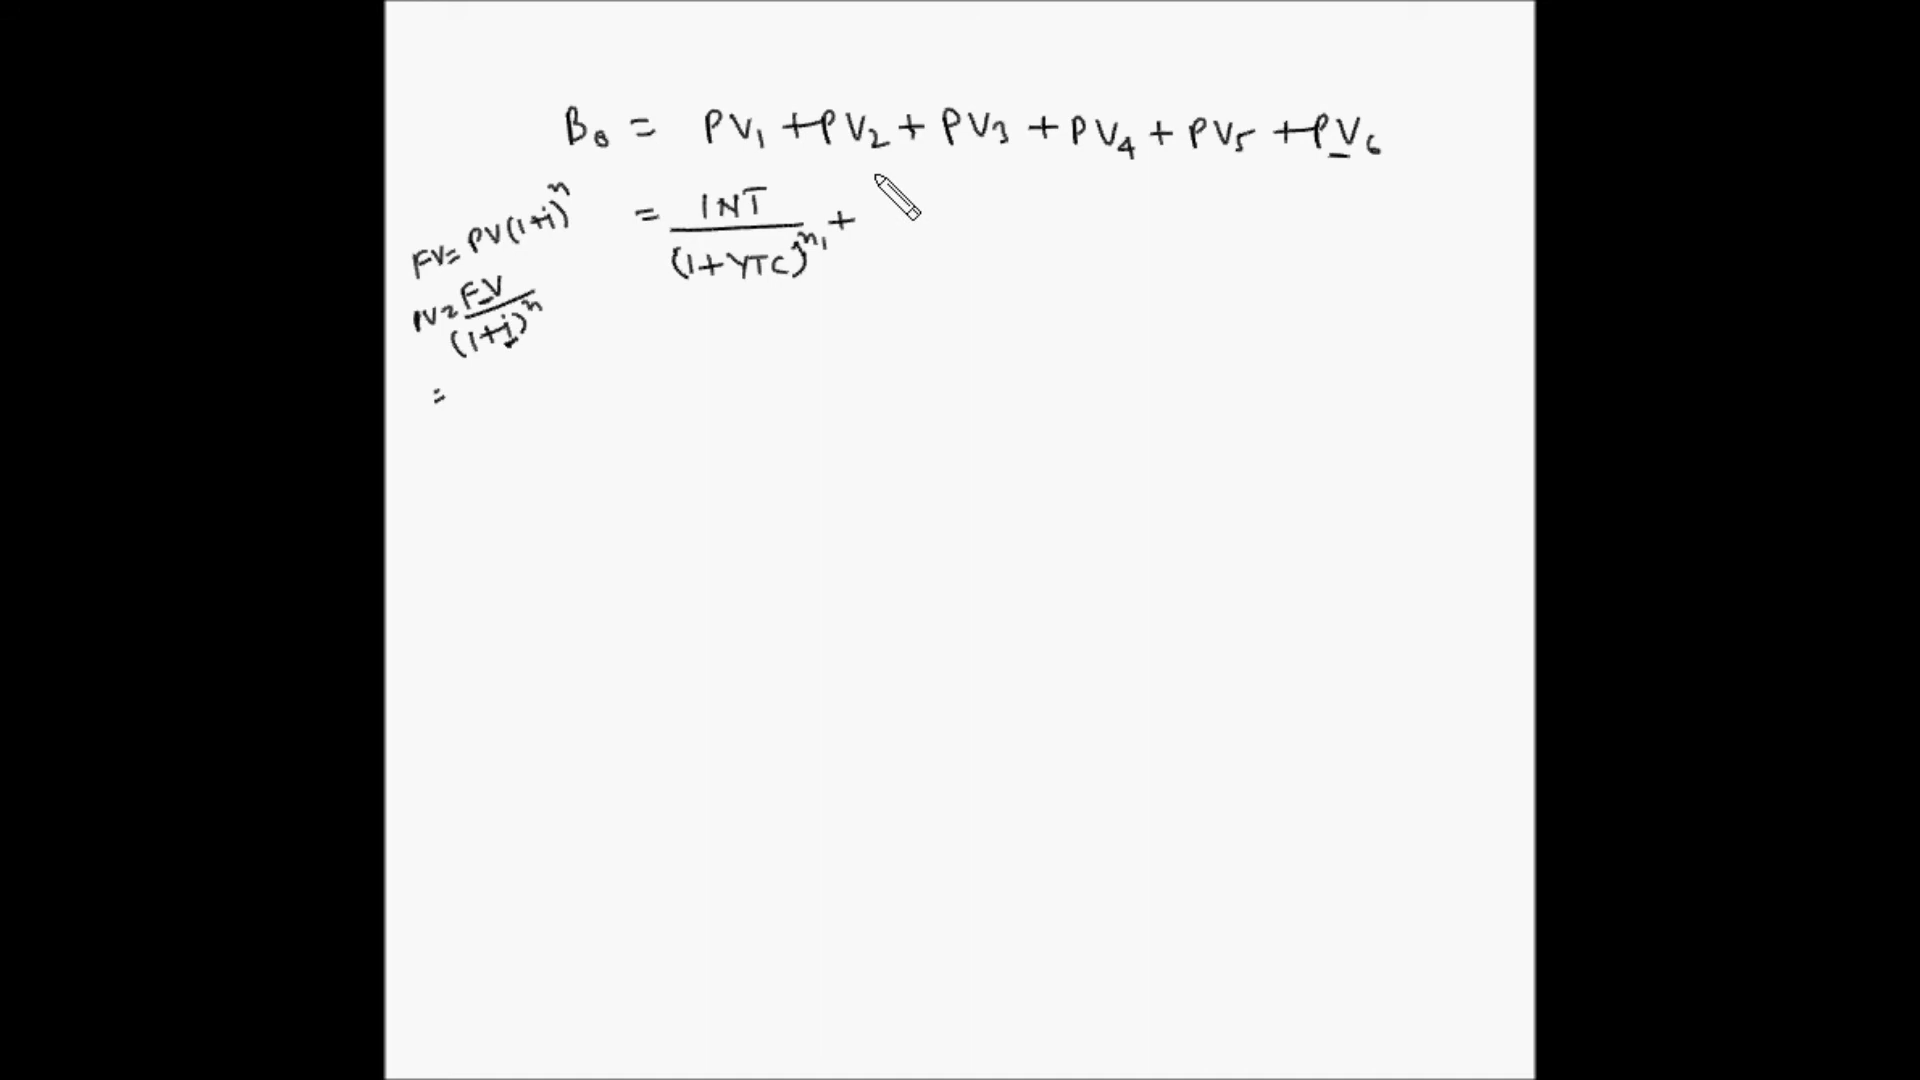 B₀ = PV₁ + PV₂ + PV₃ + PV₄ + PV₅ + PV₆
= INT / (1+YTC)^n₁ +
FV = PV(1+i)^n
PV = FV / (1+i)^n
=